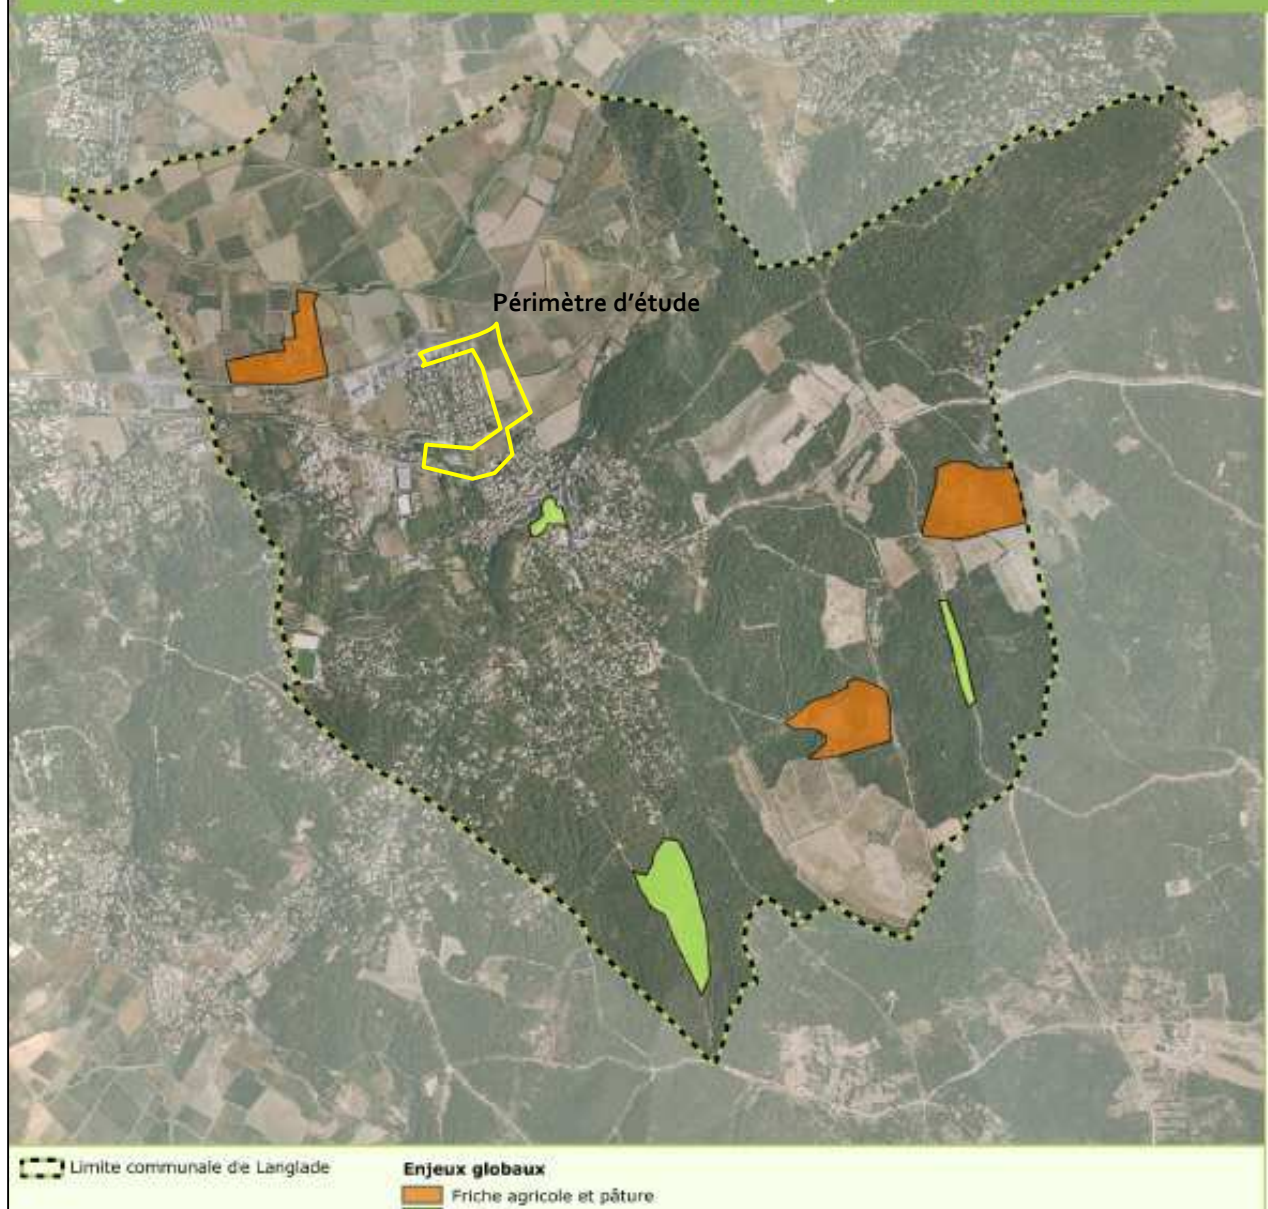 Périmètre d'étude
Limite communale de Langlade
Enjeux globaux
Friche agricole et pâture